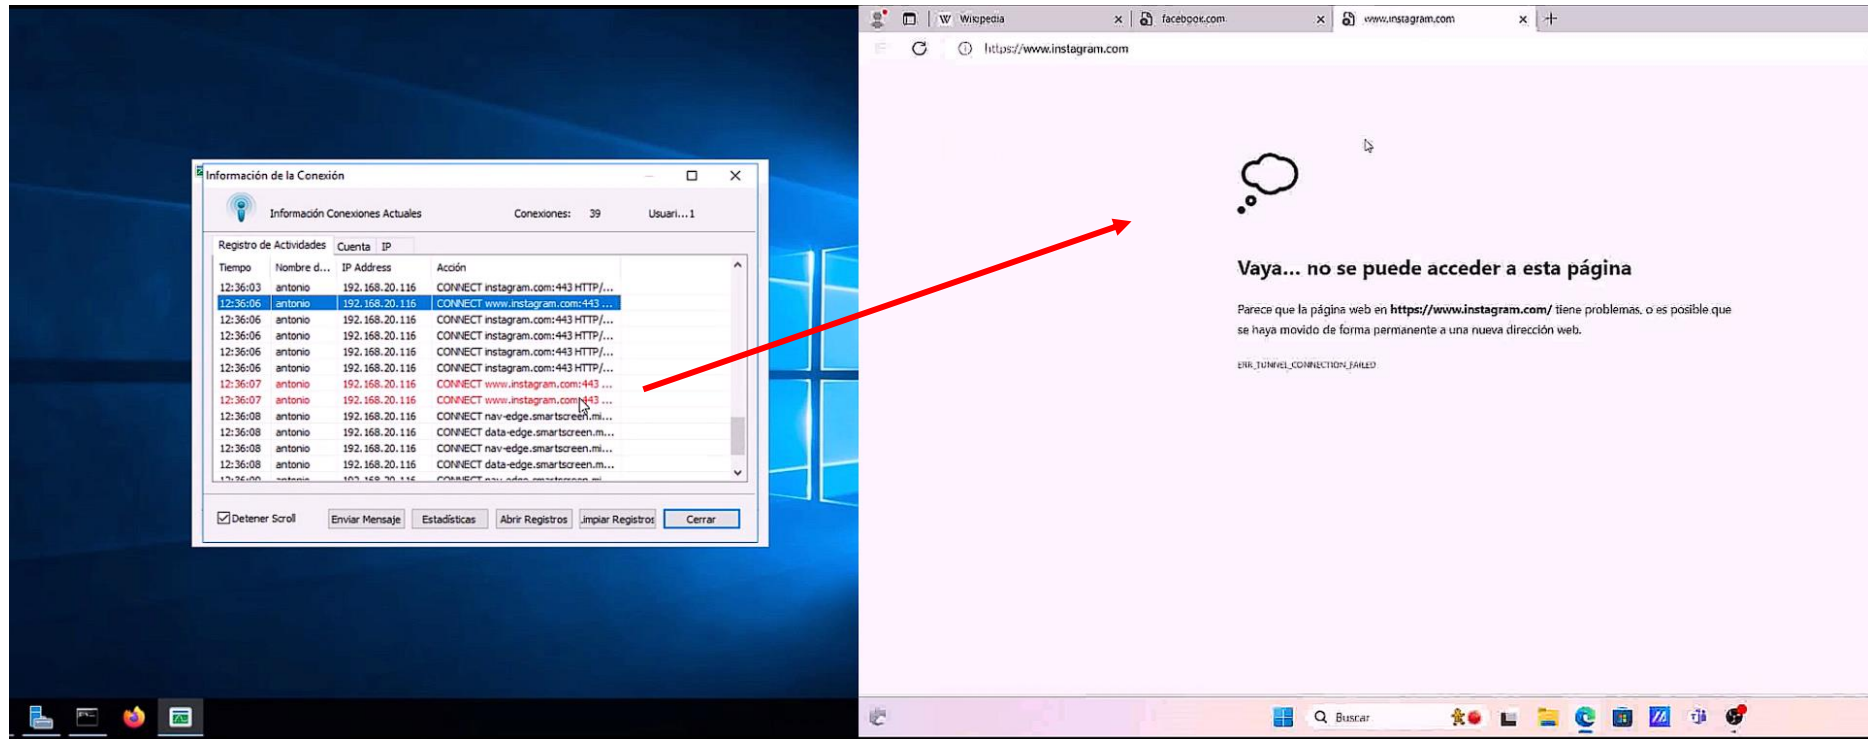 Información de la Conexión
Información Conexiones Actuales Conexiones: 39 Usuari...1
Registro de Actividades Cuenta IP
Tiempo Nombre d... IP Address Acción
12:36:03 antonio 192.168.20.116 CONNECT instagram.com:443 HTTP/...
12:36:06 antonio 192.168.20.116 CONNECT www.instagram.com:443 ...
12:36:06 antonio 192.168.20.116 CONNECT instagram.com:443 HTTP/...
12:36:06 antonio 192.168.20.116 CONNECT instagram.com:443 HTTP/...
12:36:06 antonio 192.168.20.116 CONNECT instagram.com:443 HTTP/...
12:36:06 antonio 192.168.20.116 CONNECT instagram.com:443 HTTP/...
12:36:07 antonio 192.168.20.116 CONNECT www.instagram.com:443 ...
12:36:07 antonio 192.168.20.116 CONNECT www.instagram.com:443 ...
12:36:08 antonio 192.168.20.116 CONNECT nav-edge.smartscreen.mi...
12:36:08 antonio 192.168.20.116 CONNECT data-edge.smartscreen.m...
12:36:08 antonio 192.168.20.116 CONNECT nav-edge.smartscreen.mi...
12:36:08 antonio 192.168.20.116 CONNECT data-edge.smartscreen.m...
Detener Scroll Enviar Mensaje Estadísticas Abrir Registros impiar Registros Cerrar
W Wikipedia facebook.com www.instagram.com
https://www.instagram.com
Vaya... no se puede acceder a esta página
Parece que la página web en https://www.instagram.com/ tiene problemas, o es posible que
se haya movido de forma permanente a una nueva dirección web.
ERR_TUNNEL_CONNECTION_FAILED
Buscar